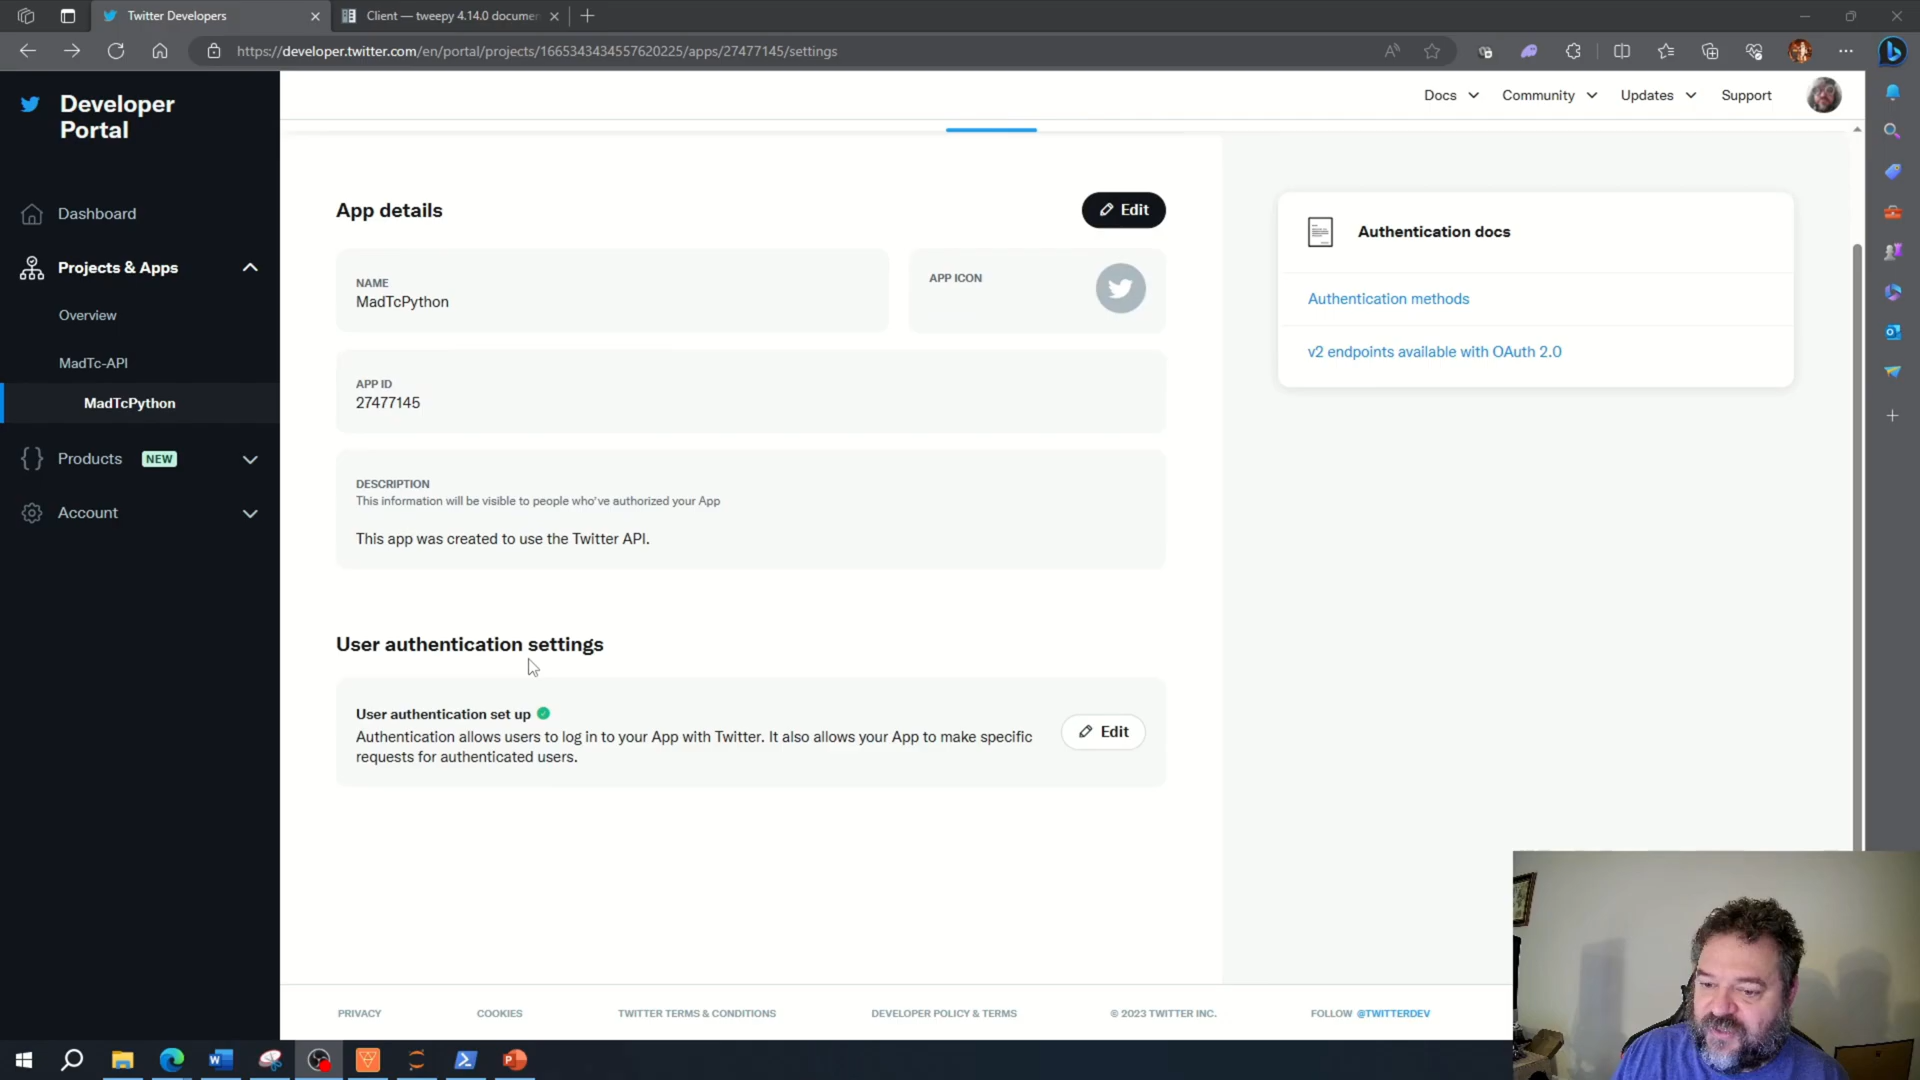 Twitter Developers
Client — tweepy 4.14.0 documen
https://developer.twitter.com/en/portal/projects/1665343434557620225/apps/27477145/settings
Developer
Portal
Docs
Community
Updates
Support
Dashboard
Projects & Apps
Overview
MadTc-API
MadTcPython
Products
NEW
Account
App details
Edit
NAME
MadTcPython
APP ICON
APP ID
27477145
DESCRIPTION
This information will be visible to people who've authorized your App
This app was created to use the Twitter API.
User authentication settings
User authentication set up
Authentication allows users to log in to your App with Twitter. It also allows your App to make specific
requests for authenticated users.
Edit
Authentication docs
Authentication methods
v2 endpoints available with OAuth 2.0
PRIVACY
COOKIES
TWITTER TERMS & CONDITIONS
DEVELOPER POLICY & TERMS
© 2023 TWITTER INC.
FOLLOW @TWITTERDEV